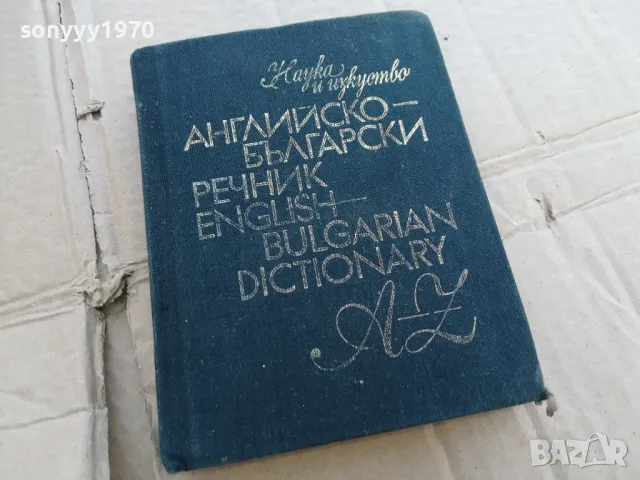 sonyyy1970
Наука
и изкуство
АНГЛИЙСКО–
БЪЛГАРСКИ
РЕЧНИК
ENGLISH–
BULGARIAN
DICTIONARY
A–Z
BAZAR